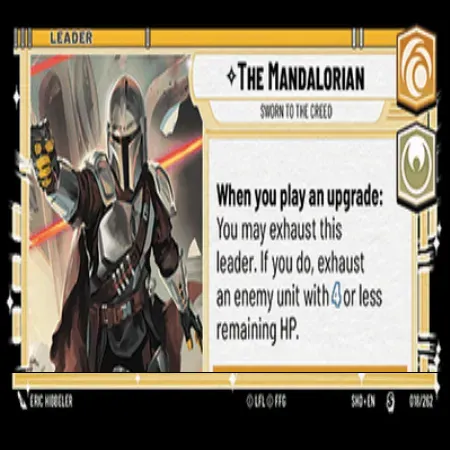 LEADER
THE MANDALORIAN
SWORN TO THE CREED
When you play an upgrade:
You may exhaust this
leader. If you do, exhaust
an enemy unit with 4 or less
remaining HP.
ERIC HIBBELER
© LFL © FFG
SHD • EN
018/262